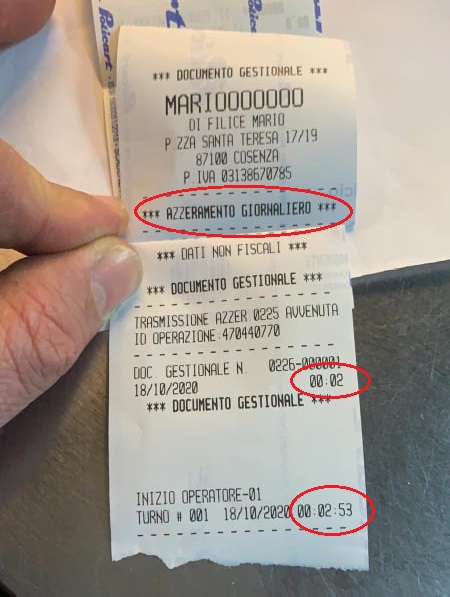 Poicart
*** DOCUMENTO GESTIONALE ***
MARIOOOOOOO
DI FILICE MARIO
P.ZZA SANTA TERESA 17/19
87100 COSENZA
P.IVA 03138670785
*** AZZERAMENTO GIORNALIERO ***
*** DATI NON FISCALI ***
*** DOCUMENTO GESTIONALE ***
TRASMISSIONE AZZER.0225 AVVENUTA
ID OPERAZIONE:470440770
DOC. GESTIONALE N. 0226-000001
18/10/2020 00:02
*** DOCUMENTO GESTIONALE ***
INIZIO OPERATORE-01
TURNO # 001 18/10/2020 00:02:53